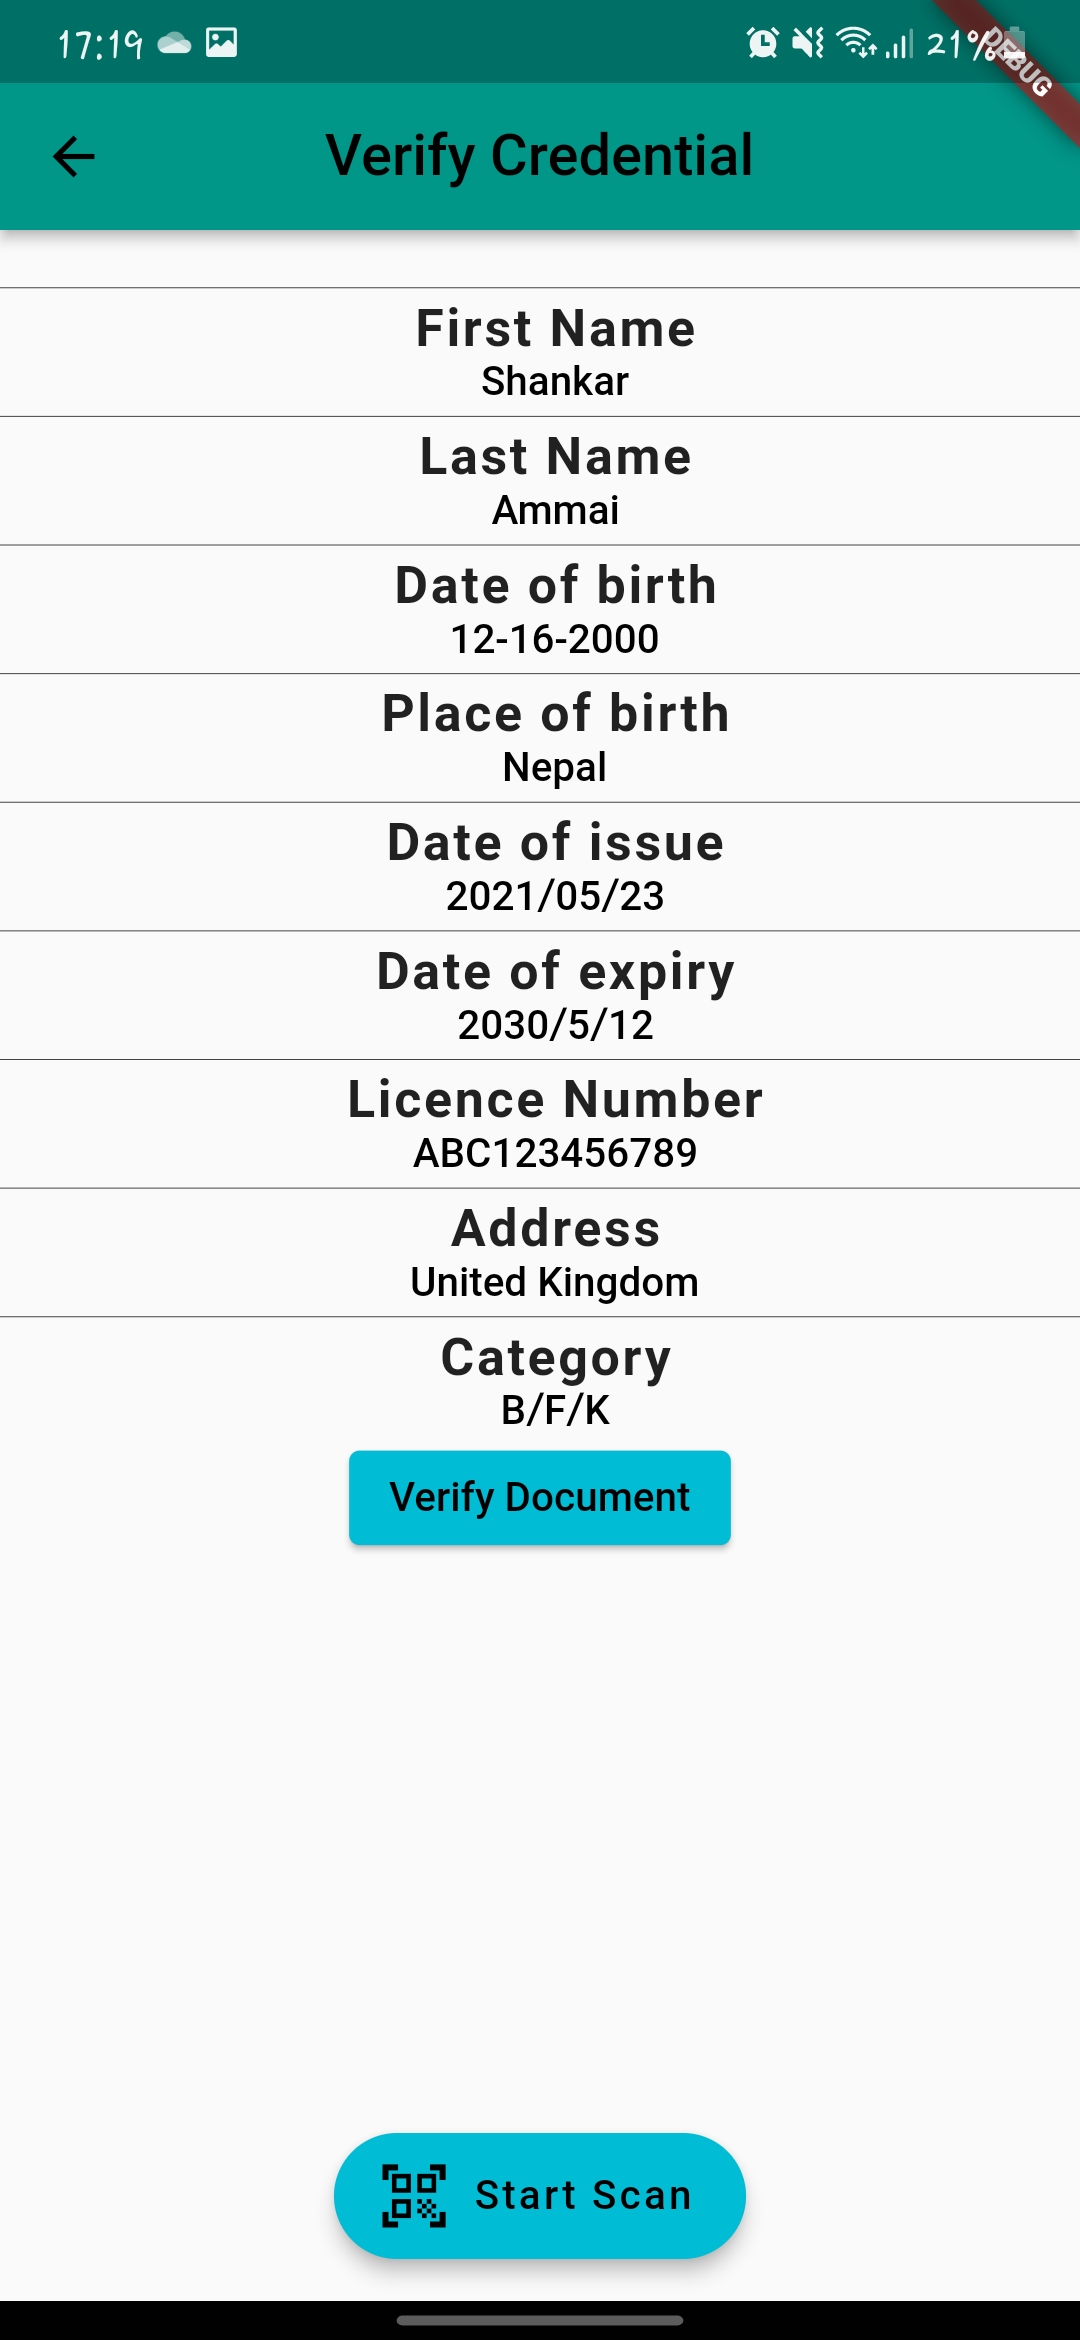 17:19
21%
DEBUG
Verify Credential
First Name
Shankar
Last Name
Ammai
Date of birth
12-16-2000
Place of birth
Nepal
Date of issue
2021/05/23
Date of expiry
2030/5/12
Licence Number
ABC123456789
Address
United Kingdom
Category
B/F/K
Verify Document
Start Scan